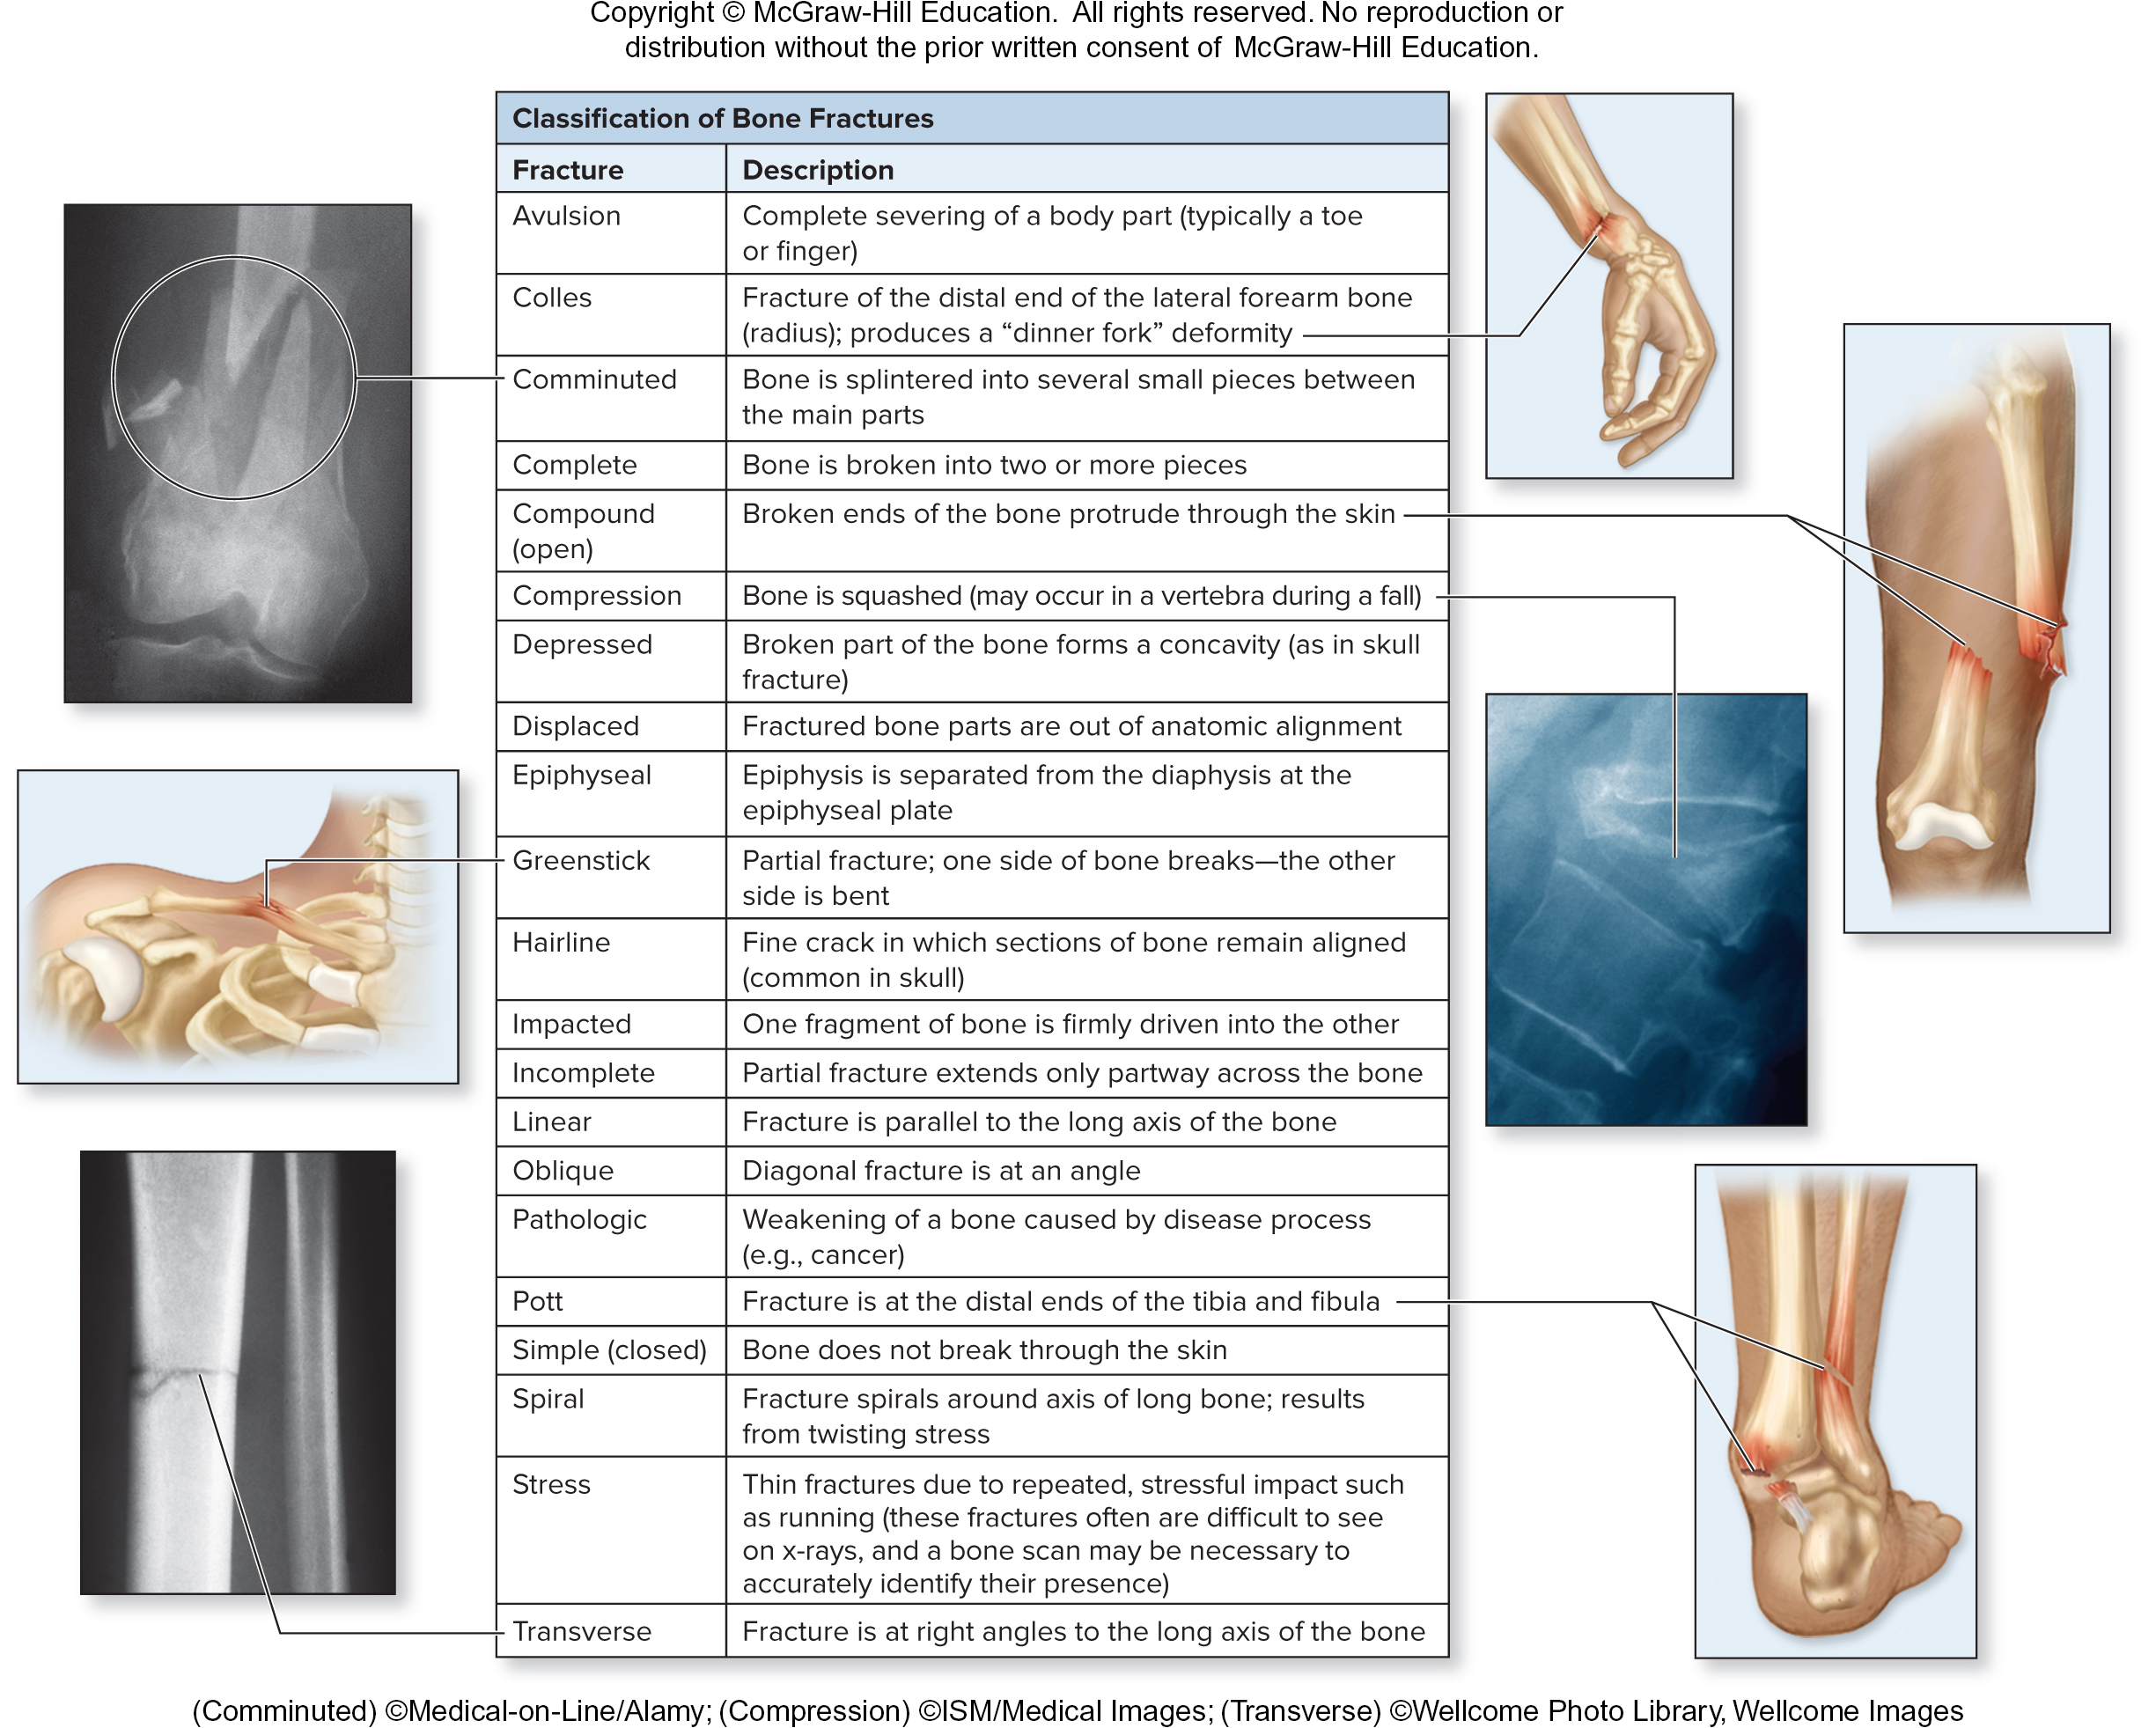 Copyright © McGraw-Hill Education. All rights reserved. No reproduction or
distribution without the prior written consent of McGraw-Hill Education.
Classification of Bone Fractures
Fracture Description
Avulsion Complete severing of a body part (typically a toe
or finger)
Colles Fracture of the distal end of the lateral forearm bone
(radius); produces a “dinner fork” deformity
Comminuted Bone is splintered into several small pieces between
the main parts
Complete Bone is broken into two or more pieces
Compound Broken ends of the bone protrude through the skin
(open)
Compression Bone is squashed (may occur in a vertebra during a fall)
Depressed Broken part of the bone forms a concavity (as in skull
fracture)
Displaced Fractured bone parts are out of anatomic alignment
Epiphyseal Epiphysis is separated from the diaphysis at the
epiphyseal plate
Greenstick Partial fracture; one side of bone breaks—the other
side is bent
Hairline Fine crack in which sections of bone remain aligned
(common in skull)
Impacted One fragment of bone is firmly driven into the other
Incomplete Partial fracture extends only partway across the bone
Linear Fracture is parallel to the long axis of the bone
Oblique Diagonal fracture is at an angle
Pathologic Weakening of a bone caused by disease process
(e.g., cancer)
Pott Fracture is at the distal ends of the tibia and fibula
Simple (closed) Bone does not break through the skin
Spiral Fracture spirals around axis of long bone; results
from twisting stress
Stress Thin fractures due to repeated, stressful impact such
as running (these fractures often are difficult to see
on x-rays, and a bone scan may be necessary to
accurately identify their presence)
Transverse Fracture is at right angles to the long axis of the bone
(Comminuted) ©Medical-on-Line/Alamy; (Compression) ©ISM/Medical Images; (Transverse) ©Wellcome Photo Library, Wellcome Images